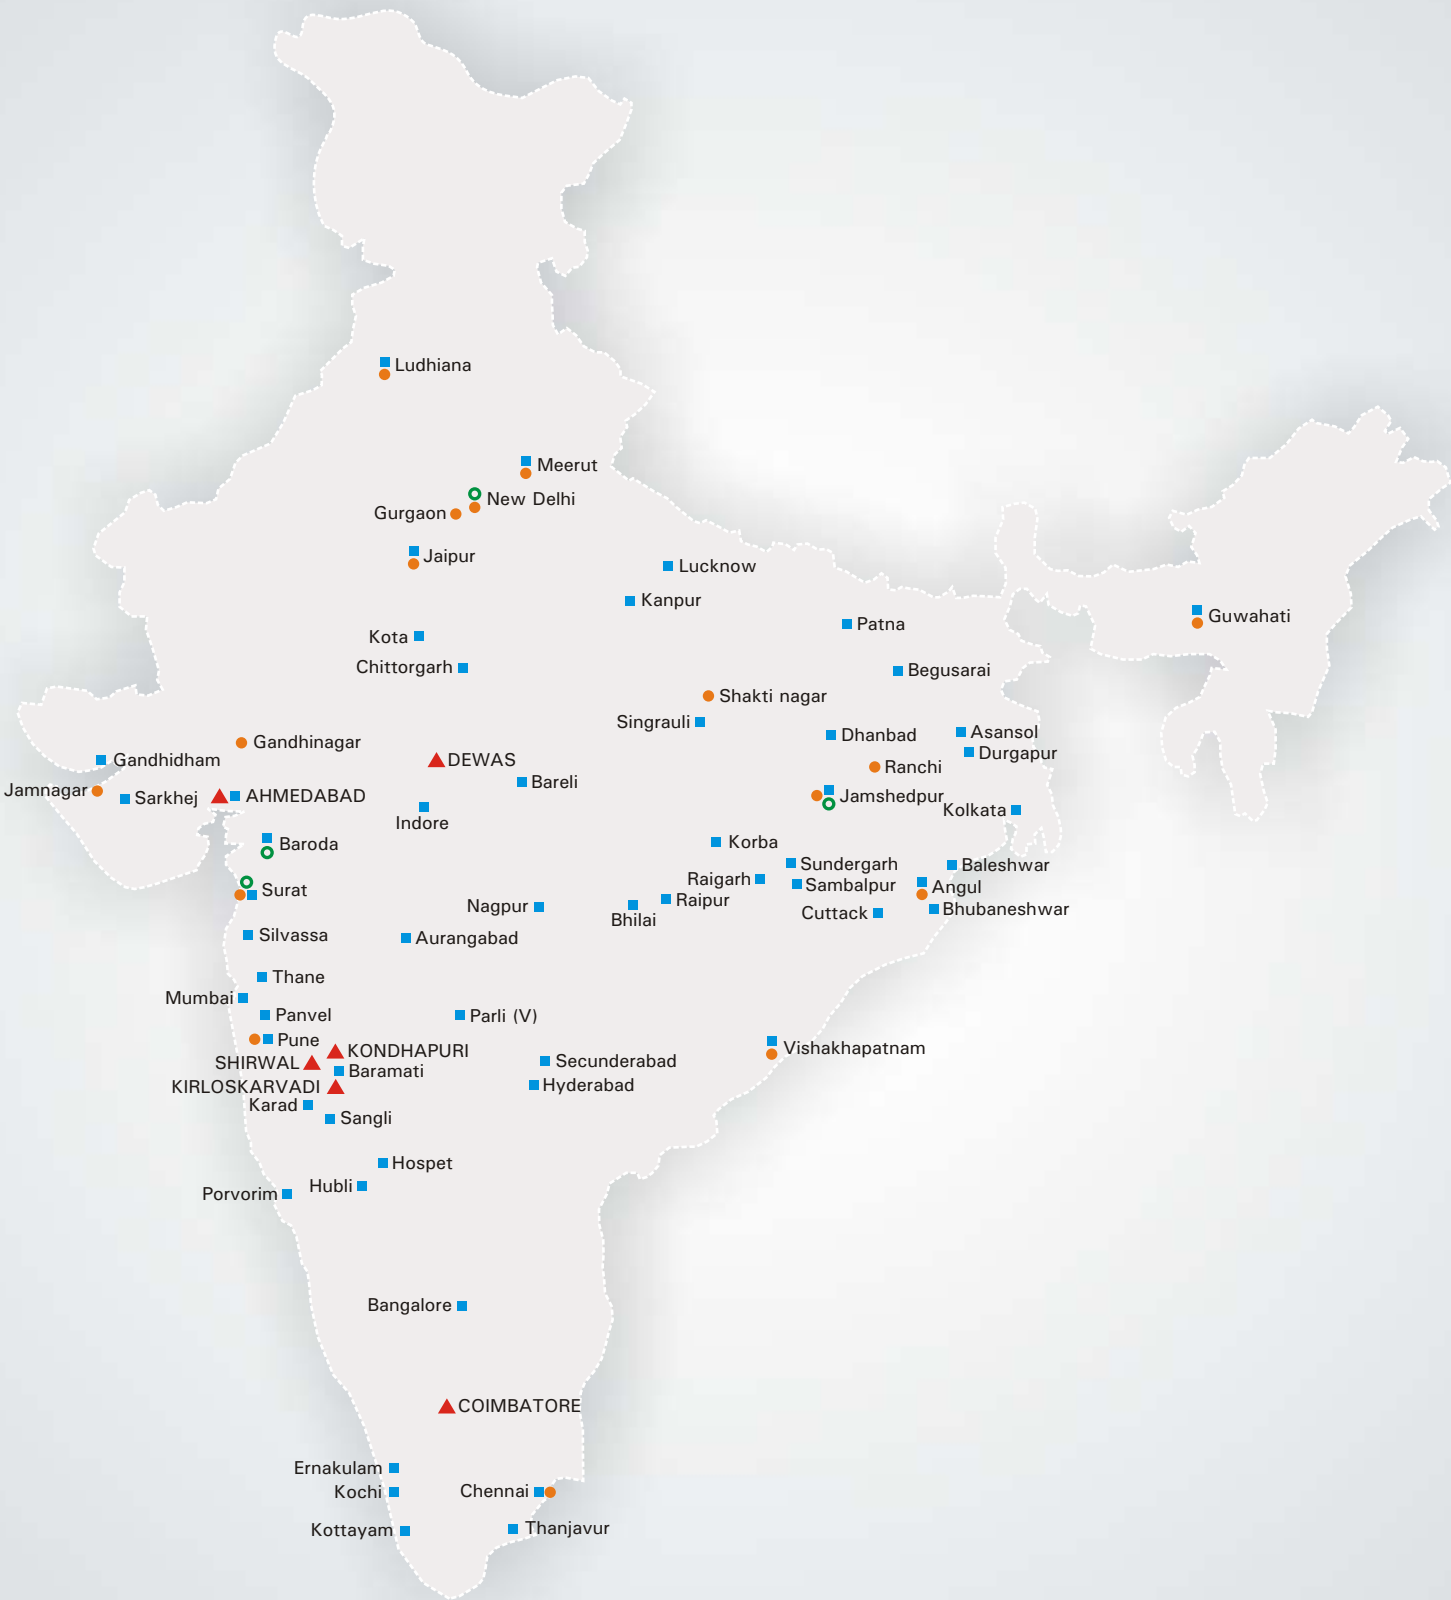 Ludhiana
Meerut
New Delhi
Gurgaon
Jaipur
Lucknow
Kanpur
Guwahati
Patna
Kota
Chittorgarh
Begusarai
Shakti nagar
Singrauli
Asansol
Dhanbad
Gandhinagar
Durgapur
Gandhidham
DEWAS
Ranchi
Bareli
Jamnagar
Sarkhej
AHMEDABAD
Jamshedpur
Kolkata
Indore
Korba
Baroda
Sundergarh
Baleshwar
Raigarh
Sambalpur
Angul
Surat
Raipur
Nagpur
Bhubaneshwar
Cuttack
Bhilai
Silvassa
Aurangabad
Thane
Mumbai
Panvel
Parli (V)
Pune
Vishakhapatnam
KONDHAPURI
SHIRWAL
Secunderabad
Baramati
Hyderabad
KIRLOSKARVADI
Karad
Sangli
Hospet
Hubli
Porvorim
Bangalore
COIMBATORE
Ernakulam
Kochi
Chennai
Thanjavur
Kottayam